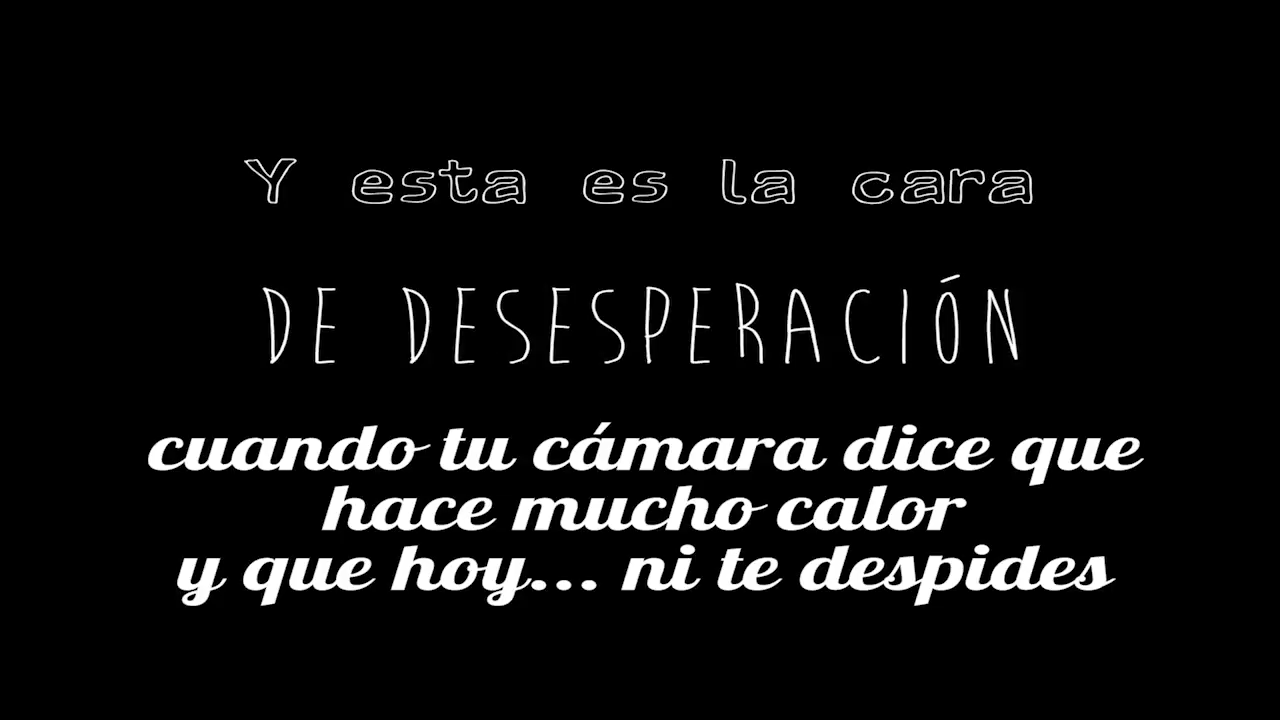 Y esta es la cara
DE DESESPERACIÓN
cuando tu cámara dice que
hace mucho calor
y que hoy... ni te despides